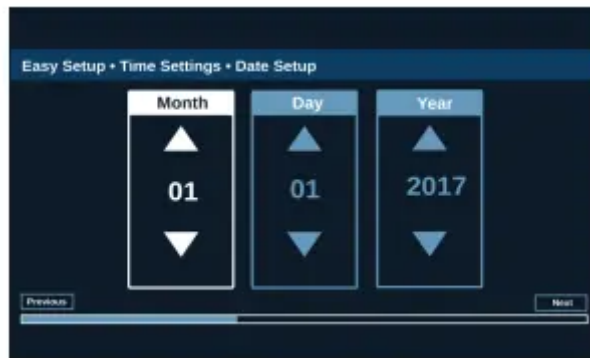 Easy Setup • Time Settings • Date Setup
Month Day Year
01 01 2017
Previous Next